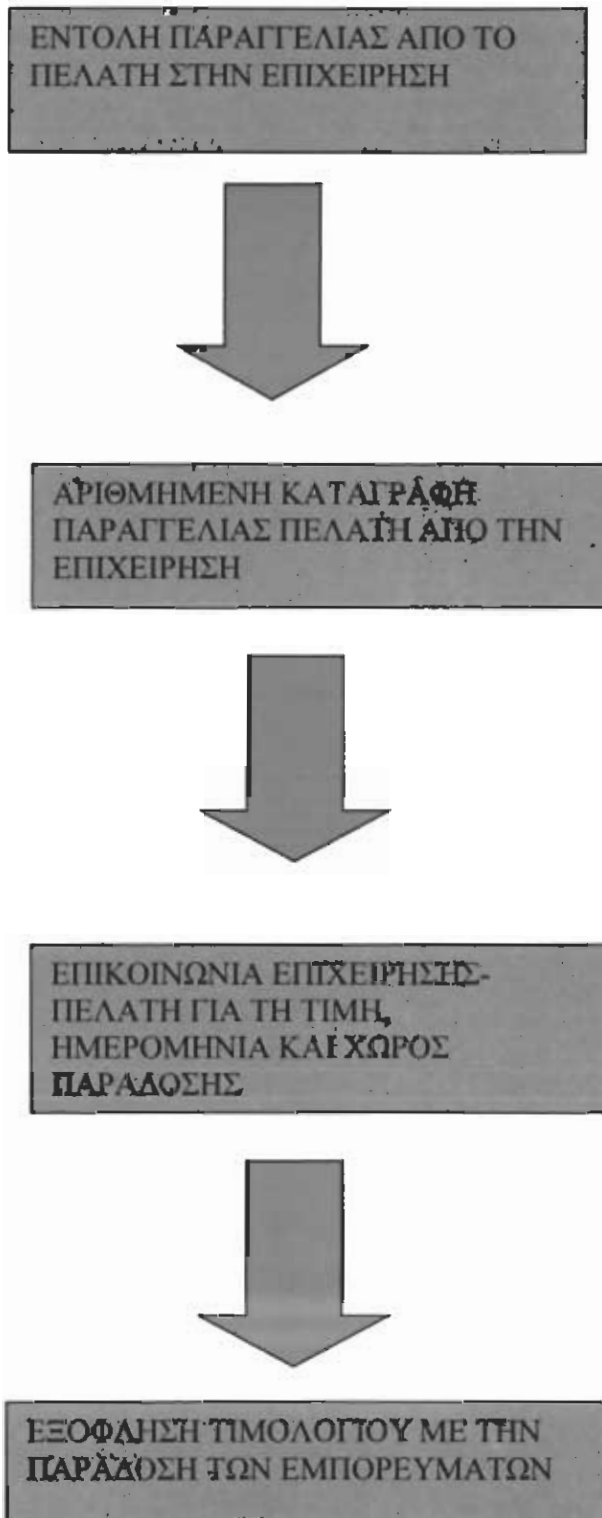 ΕΝΤΟΛΗ ΠΑΡΑΓΓΕΛΙΑΣ ΑΠΟ ΤΟ
ΠΕΛΑΤΗ ΣΤΗΝ ΕΠΙΧΕΙΡΗΣΗ
ΑΡΙΘΜΗΜΕΝΗ ΚΑΤΑΓΡΑΦΗ
ΠΑΡΑΓΓΕΛΙΑΣ ΠΕΛΑΤΗ ΑΠΟ ΤΗΝ
ΕΠΙΧΕΙΡΗΣΗ
ΕΠΙΚΟΙΝΩΝΙΑ ΕΠΙΧΕΙΡΗΣΗΣ-
ΠΕΛΑΤΗ ΓΙΑ ΤΗ ΤΙΜΗ,
ΗΜΕΡΟΜΗΝΙΑ ΚΑΙ ΧΩΡΟΣ
ΠΑΡΑΔΟΣΗΣ
ΕΞΟΦΛΗΣΗ ΤΙΜΟΛΟΓΙΟΥ ΜΕ ΤΗΝ
ΠΑΡΑΔΟΣΗ ΤΩΝ ΕΜΠΟΡΕΥΜΑΤΩΝ